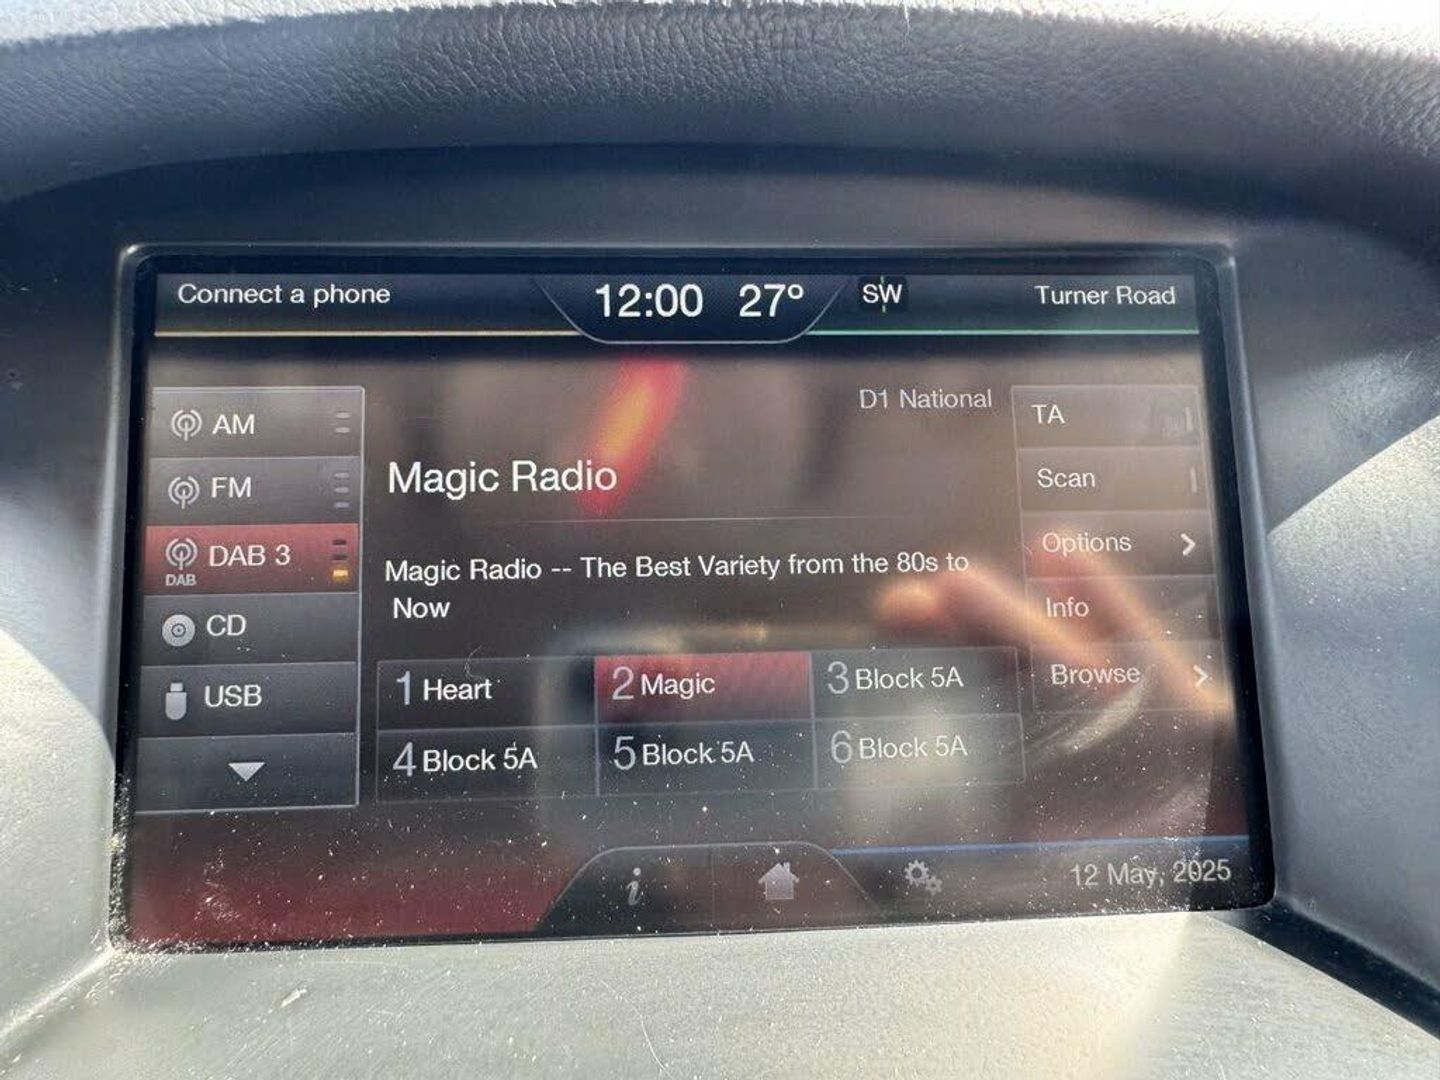 Connect a phone
12:00 27°
SW
Turner Road
AM
FM
DAB DAB 3
CD
USB
D1 National
Magic Radio
Magic Radio -- The Best Variety from the 80s to
Now
1 Heart
2 Magic
3 Block 5A
4 Block 5A
5 Block 5A
6 Block 5A
TA
Scan
Options
Info
Browse
i
12 May, 2025